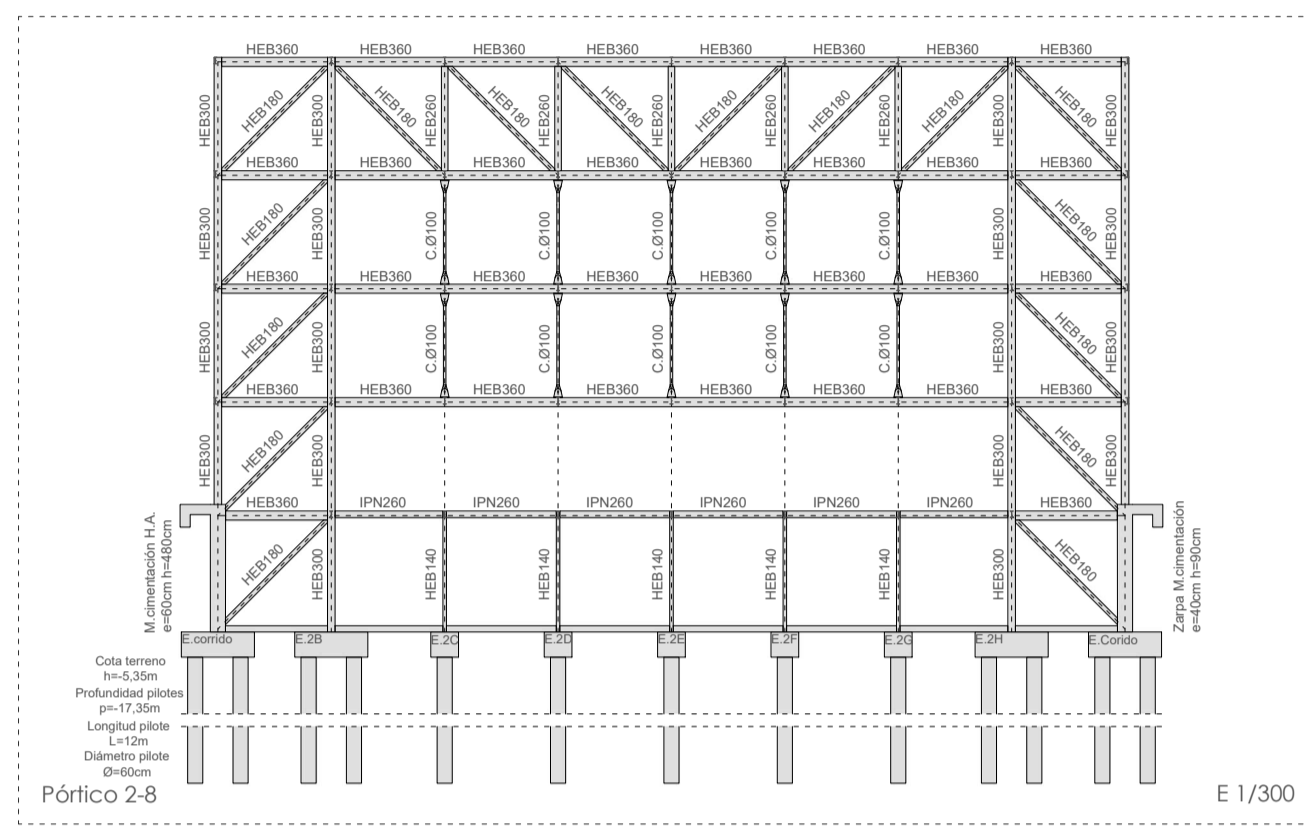 HEB360 HEB360 HEB360 HEB360 HEB360 HEB360 HEB360 HEB360
HEB300 HEB180 HEB300 HEB180 HEB260 HEB180 HEB260 HEB180 HEB260 HEB180 HEB260 HEB180 HEB260 HEB180 HEB300 HEB180 HEB300
HEB360 HEB360 HEB360 HEB360 HEB360 HEB360 HEB360 HEB360
HEB300 HEB180 HEB300 C.Ø100 C.Ø100 C.Ø100 C.Ø100 C.Ø100 HEB300 HEB180 HEB300
HEB360 HEB360 HEB360 HEB360 HEB360 HEB360 HEB360 HEB360
HEB300 HEB180 HEB300 C.Ø100 C.Ø100 C.Ø100 C.Ø100 C.Ø100 HEB300 HEB180 HEB300
HEB360 HEB360 HEB360 HEB360 HEB360 HEB360 HEB360 HEB360
HEB300 HEB180 HEB300 HEB300 HEB180 HEB300
HEB360 IPN260 IPN260 IPN260 IPN260 IPN260 IPN260 HEB360
M.cimentación H.A.
e=60cm h=480cm
HEB180 HEB300 HEB140 HEB140 HEB140 HEB140 HEB140 HEB300 HEB180
Zarpa M.cimentación
e=40cm h=90cm
E.corrido E.2B E.2C E.2D E.2E E.2F E.2G E.2H E.Corido
Cota terreno
h=-5,35m
Profundidad pilotes
p=-17,35m
Longitud pilote
L=12m
Diámetro pilote
Ø=60cm
Pórtico 2-8
E 1/300